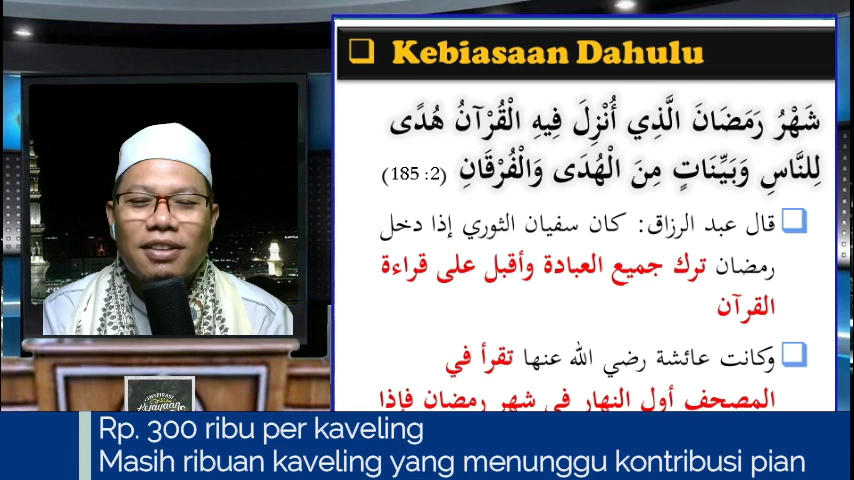 Kebiasaan Dahulu
شَهْرُ رَمَضَانَ الَّذِي أُنْزِلَ فِيهِ الْقُرْآنُ هُدًى
لِلنَّاسِ وَبَيِّنَاتٍ مِنَ الْهُدَى وَالْفُرْقَانِ (2: 185)
قال عبد الرزاق: كان سفيان الثوري إذا دخل
رمضان ترك جميع العبادة وأقبل على قراءة
القرآن
وكانت عائشة رضي الله عنها تقرأ في
المصحف أول النهار في شهر رمضان فإذا
INSPIRASI
Kejayaan
Rp. 300 ribu per kaveling
Masih ribuan kaveling yang menunggu kontribusi pian